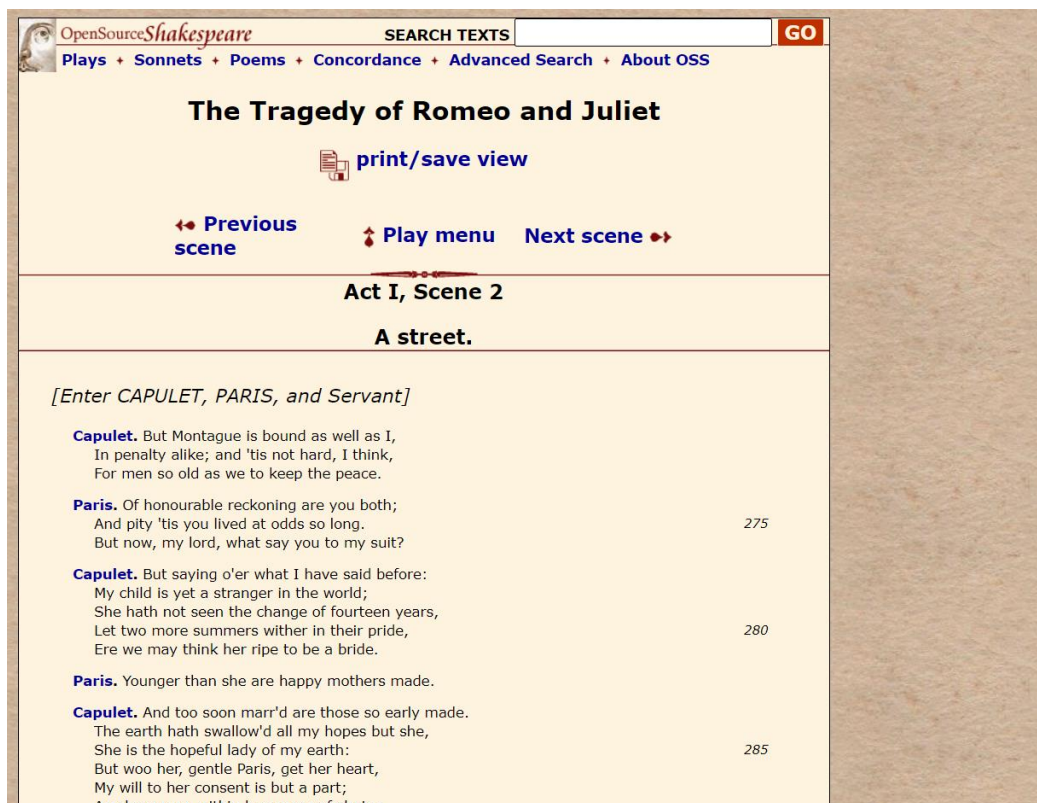 OpenSourceShakespeare SEARCH TEXTS GO
Plays + Sonnets + Poems + Concordance + Advanced Search + About OSS
The Tragedy of Romeo and Juliet
print/save view
Previous
scene
Play menu
Next scene
Act I, Scene 2
A street.
[Enter CAPULET, PARIS, and Servant]
Capulet. But Montague is bound as well as I,
In penalty alike; and 'tis not hard, I think,
For men so old as we to keep the peace.
Paris. Of honourable reckoning are you both;
And pity 'tis you lived at odds so long. 275
But now, my lord, what say you to my suit?
Capulet. But saying o'er what I have said before:
My child is yet a stranger in the world;
She hath not seen the change of fourteen years,
Let two more summers wither in their pride, 280
Ere we may think her ripe to be a bride.
Paris. Younger than she are happy mothers made.
Capulet. And too soon marr'd are those so early made.
The earth hath swallow'd all my hopes but she,
She is the hopeful lady of my earth: 285
But woo her, gentle Paris, get her heart,
My will to her consent is but a part;